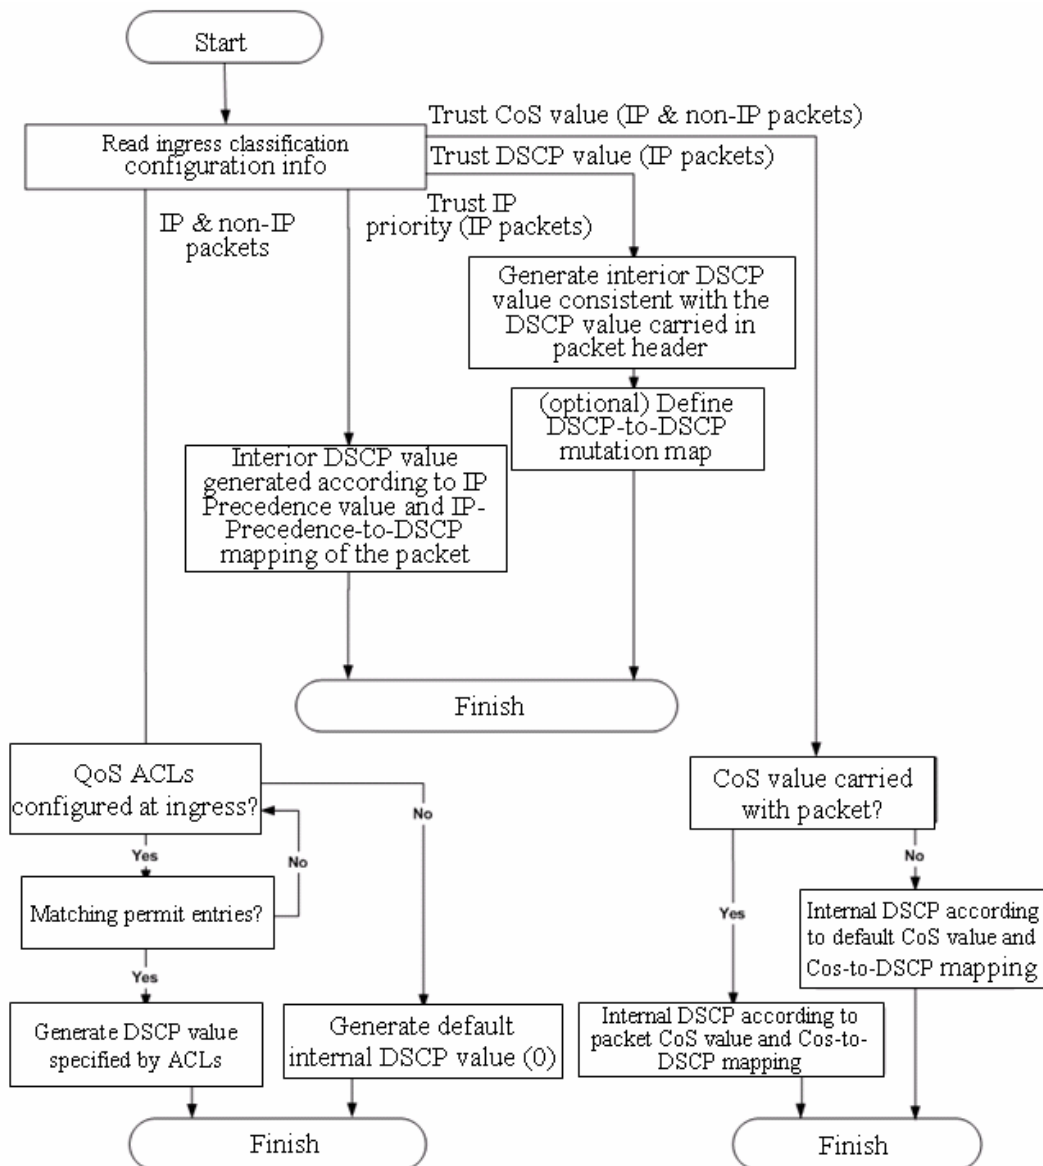 Start
Read ingress classification
configuration info
Trust CoS value (IP & non-IP packets)
Trust DSCP value (IP packets)
Trust IP
priority (IP packets)
IP & non-IP
packets
Generate interior DSCP
value consistent with the
DSCP value carried in
packet header
(optional) Define
DSCP-to-DSCP
mutation map
Interior DSCP value
generated according to IP
Precedence value and IP-
Precedence-to-DSCP
mapping of the packet
Finish
QoS ACLs
configured at ingress?
No
Yes
No
Matching permit entries?
Yes
Generate DSCP value
specified by ACLs
Generate default
internal DSCP value (0)
Finish
CoS value carried
with packet?
No
Yes
Internal DSCP according
to default CoS value and
Cos-to-DSCP mapping
Internal DSCP according to
packet CoS value and Cos-to-
DSCP mapping
Finish